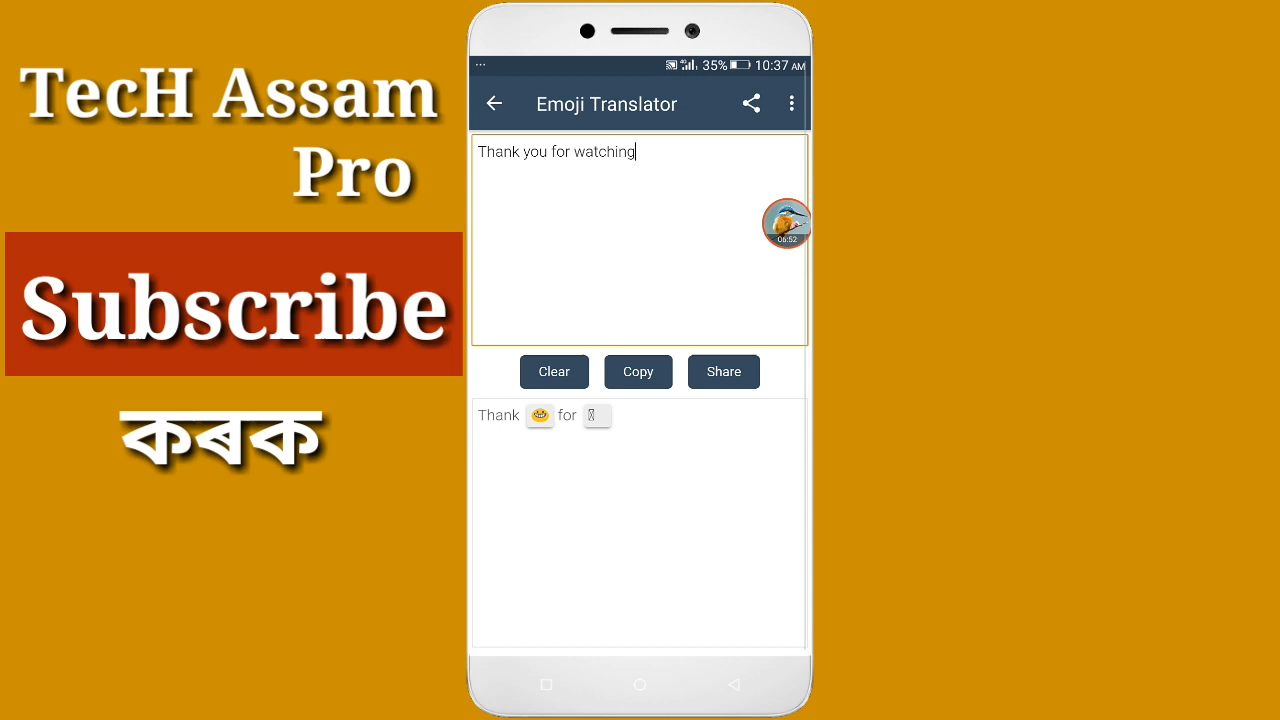 TecH Assam
Pro
Subscribe
কৰক
... 4G 35% 10:37 AM
Emoji Translator
Thank you for watching
06:52
Clear Copy Share
Thank 😁 for